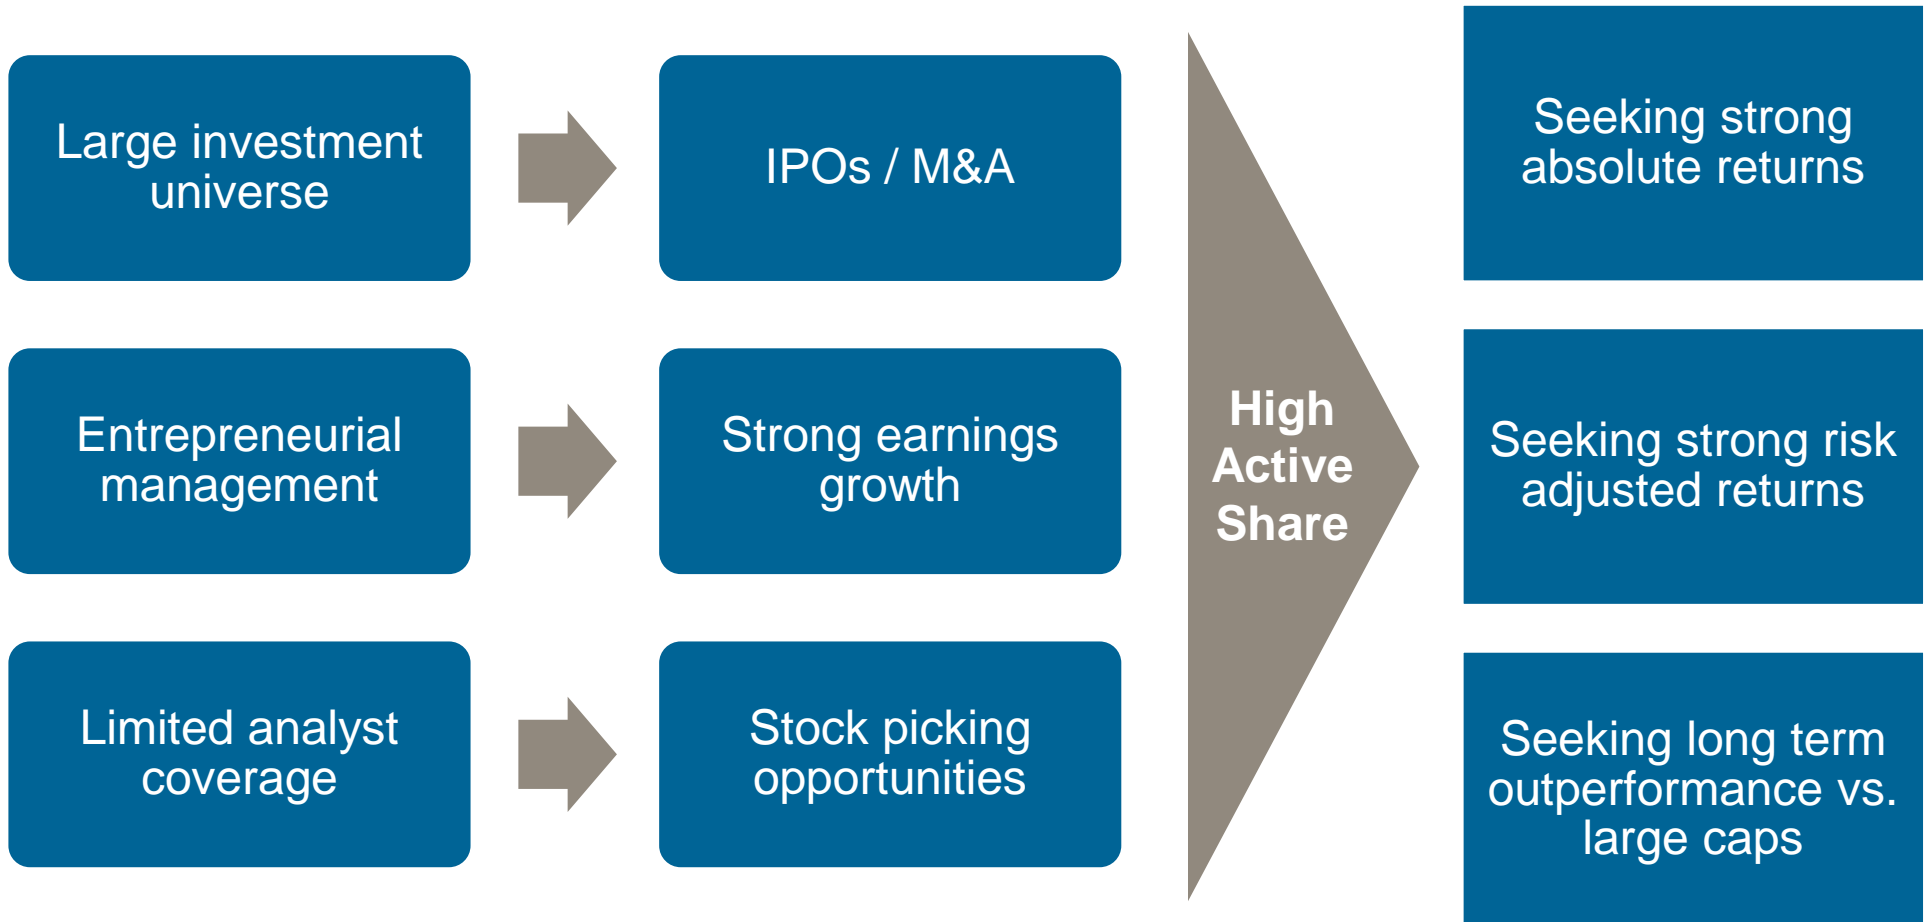 Large investment
universe
IPOs / M&A
Entrepreneurial
management
Strong earnings
growth
Limited analyst
coverage
Stock picking
opportunities
High
Active
Share
Seeking strong
absolute returns
Seeking strong risk
adjusted returns
Seeking long term
outperformance vs.
large caps